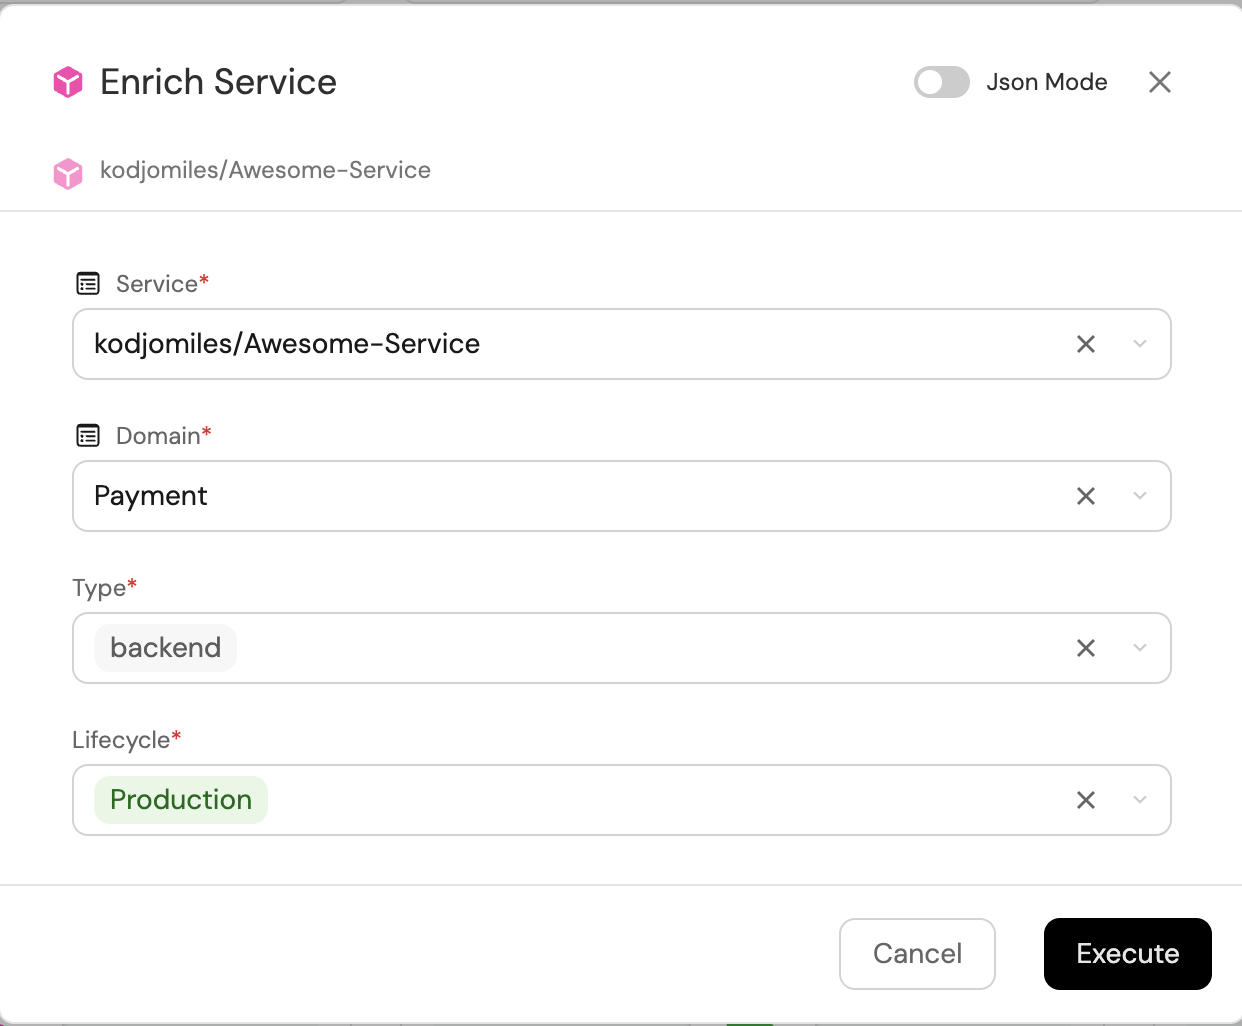 Enrich Service
Json Mode
kodjomiles/Awesome-Service
Service*
kodjomiles/Awesome-Service
Domain*
Payment
Type*
backend
Lifecycle*
Production
Cancel
Execute